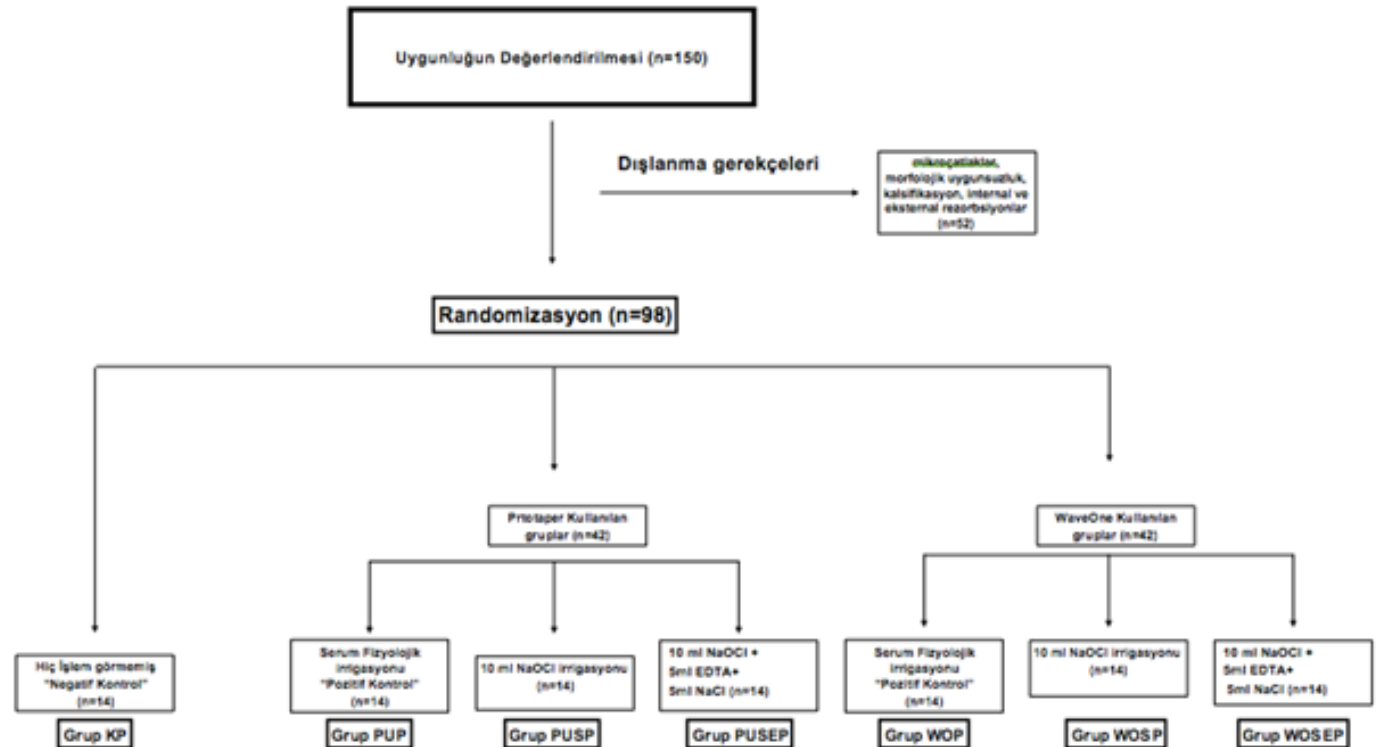 Uygunluğun Değerlendirilmesi (n=150)
Dışlanma gerekçeleri
mikroçatlaklar,
morfolojik uygunsuzluk,
kalsifikasyon, internal ve
eksternal rezorbsiyonlar
(n=52)
Randomizasyon (n=98)
Prtotaper Kullanılan
gruplar (n=42)
WaveOne Kullanılan
gruplar (n=42)
Hiç İşlem görmemiş
"Negatif Kontrol"
(n=14)
Serum Fizyolojik
irrigasyonu
"Pozitif Kontrol"
(n=14)
10 ml NaOCl irrigasyonu
(n=14)
10 ml NaOCl +
5ml EDTA+
5ml NaCl (n=14)
Serum Fizyolojik
irrigasyonu
"Pozitif Kontrol"
(n=14)
10 ml NaOCl irrigasyonu
(n=14)
10 ml NaOCl +
5ml EDTA+
5ml NaCl (n=14)
Grup KP
Grup PUP
Grup PUSP
Grup PUSEP
Grup WOP
Grup WOSP
Grup WOSEP